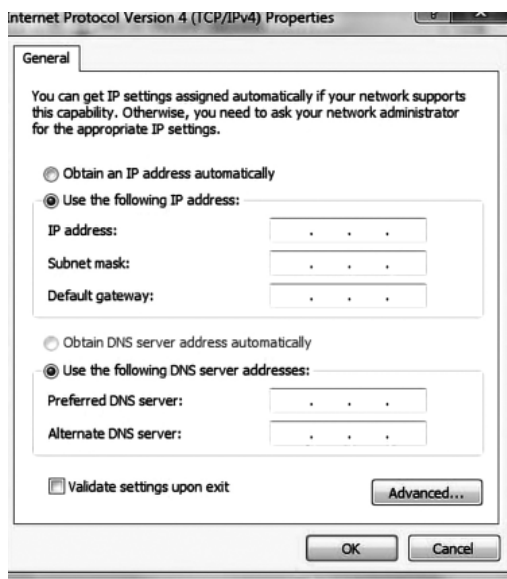 Internet Protocol Version 4 (TCP/IPv4) Properties
General
You can get IP settings assigned automatically if your network supports
this capability. Otherwise, you need to ask your network administrator
for the appropriate IP settings.
Obtain an IP address automatically
Use the following IP address:
IP address: . . .
Subnet mask: . . .
Default gateway: . . .
Obtain DNS server address automatically
Use the following DNS server addresses:
Preferred DNS server: . . .
Alternate DNS server: . . .
Validate settings upon exit
Advanced...
OK
Cancel